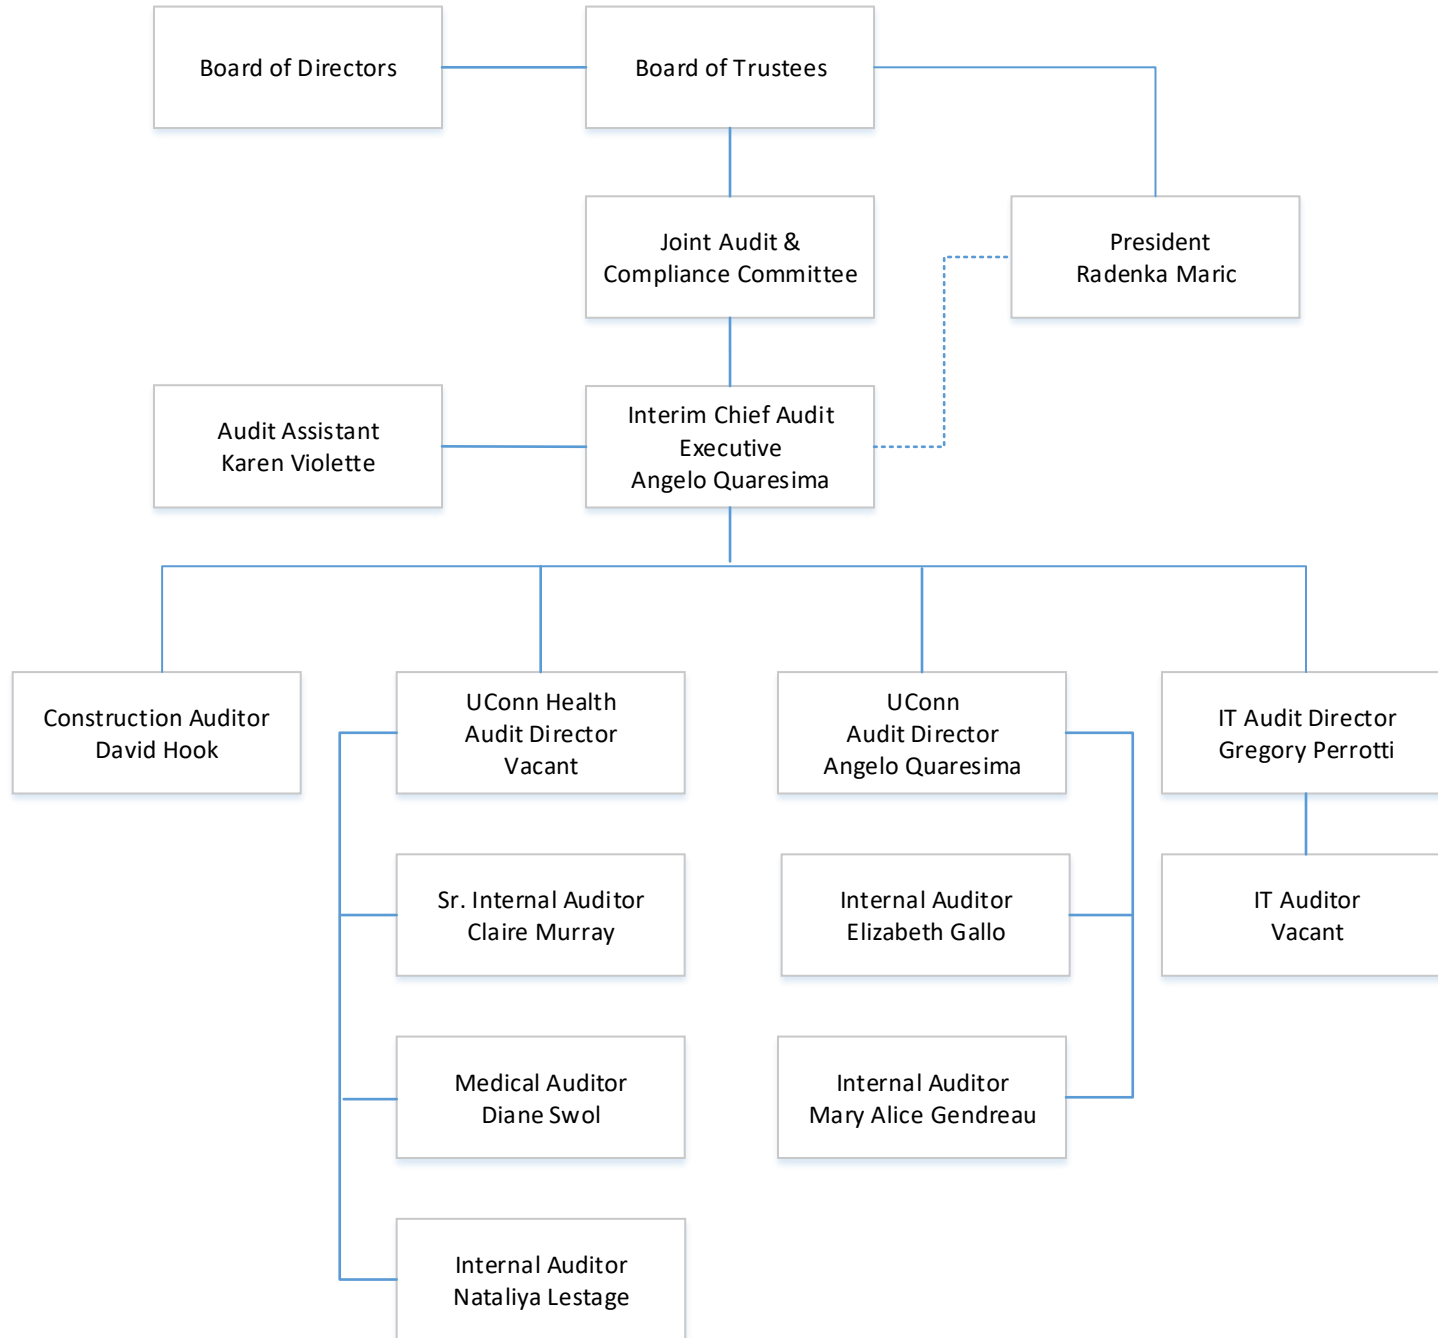 Board of Directors
Board of Trustees
Joint Audit &
Compliance Committee
President
Radenka Maric
Audit Assistant
Karen Violette
Interim Chief Audit
Executive
Angelo Quaresima
Construction Auditor
David Hook
UConn Health
Audit Director
Vacant
UConn
Audit Director
Angelo Quaresima
IT Audit Director
Gregory Perrotti
Sr. Internal Auditor
Claire Murray
Internal Auditor
Elizabeth Gallo
IT Auditor
Vacant
Medical Auditor
Diane Swol
Internal Auditor
Mary Alice Gendreau
Internal Auditor
Nataliya Lestage